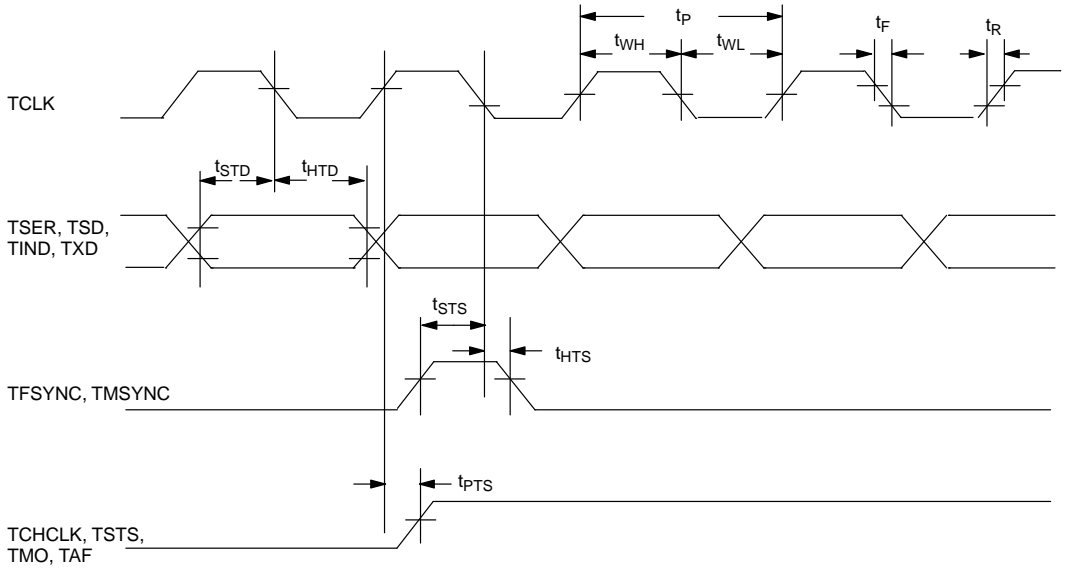 tP
tWH
tWL
tF
tR
TCLK
tSTD
tHTD
TSER, TSD,
TIND, TXD
tSTS
tHTS
TFSYNC, TMSYNC
tPTS
TCHCLK, TSTS,
TMO, TAF